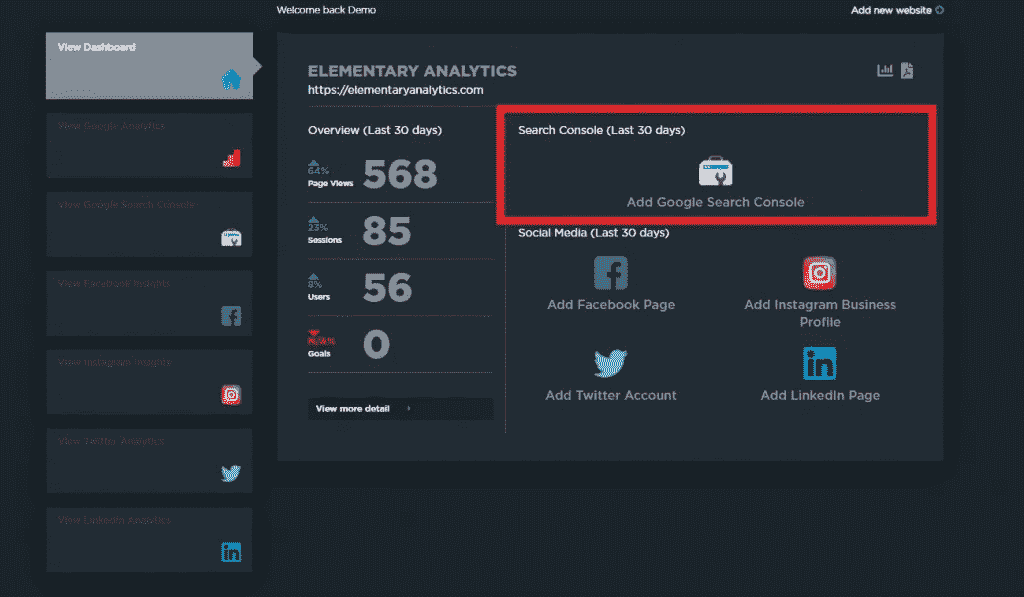 Welcome back Demo
Add new website
View Dashboard
View Google Analytics
View Google Search Console
View Facebook Insights
View Instagram Insights
View Twitter Analytics
View LinkedIn Analytics
ELEMENTARY ANALYTICS
https://elementaryanalytics.com
Overview (Last 30 days)
64%
Page Views
568
23%
Sessions
85
8%
Users
56
Goals
0
View more detail
Search Console (Last 30 days)
Add Google Search Console
Social Media (Last 30 days)
Add Facebook Page
Add Instagram Business
Profile
Add Twitter Account
Add LinkedIn Page